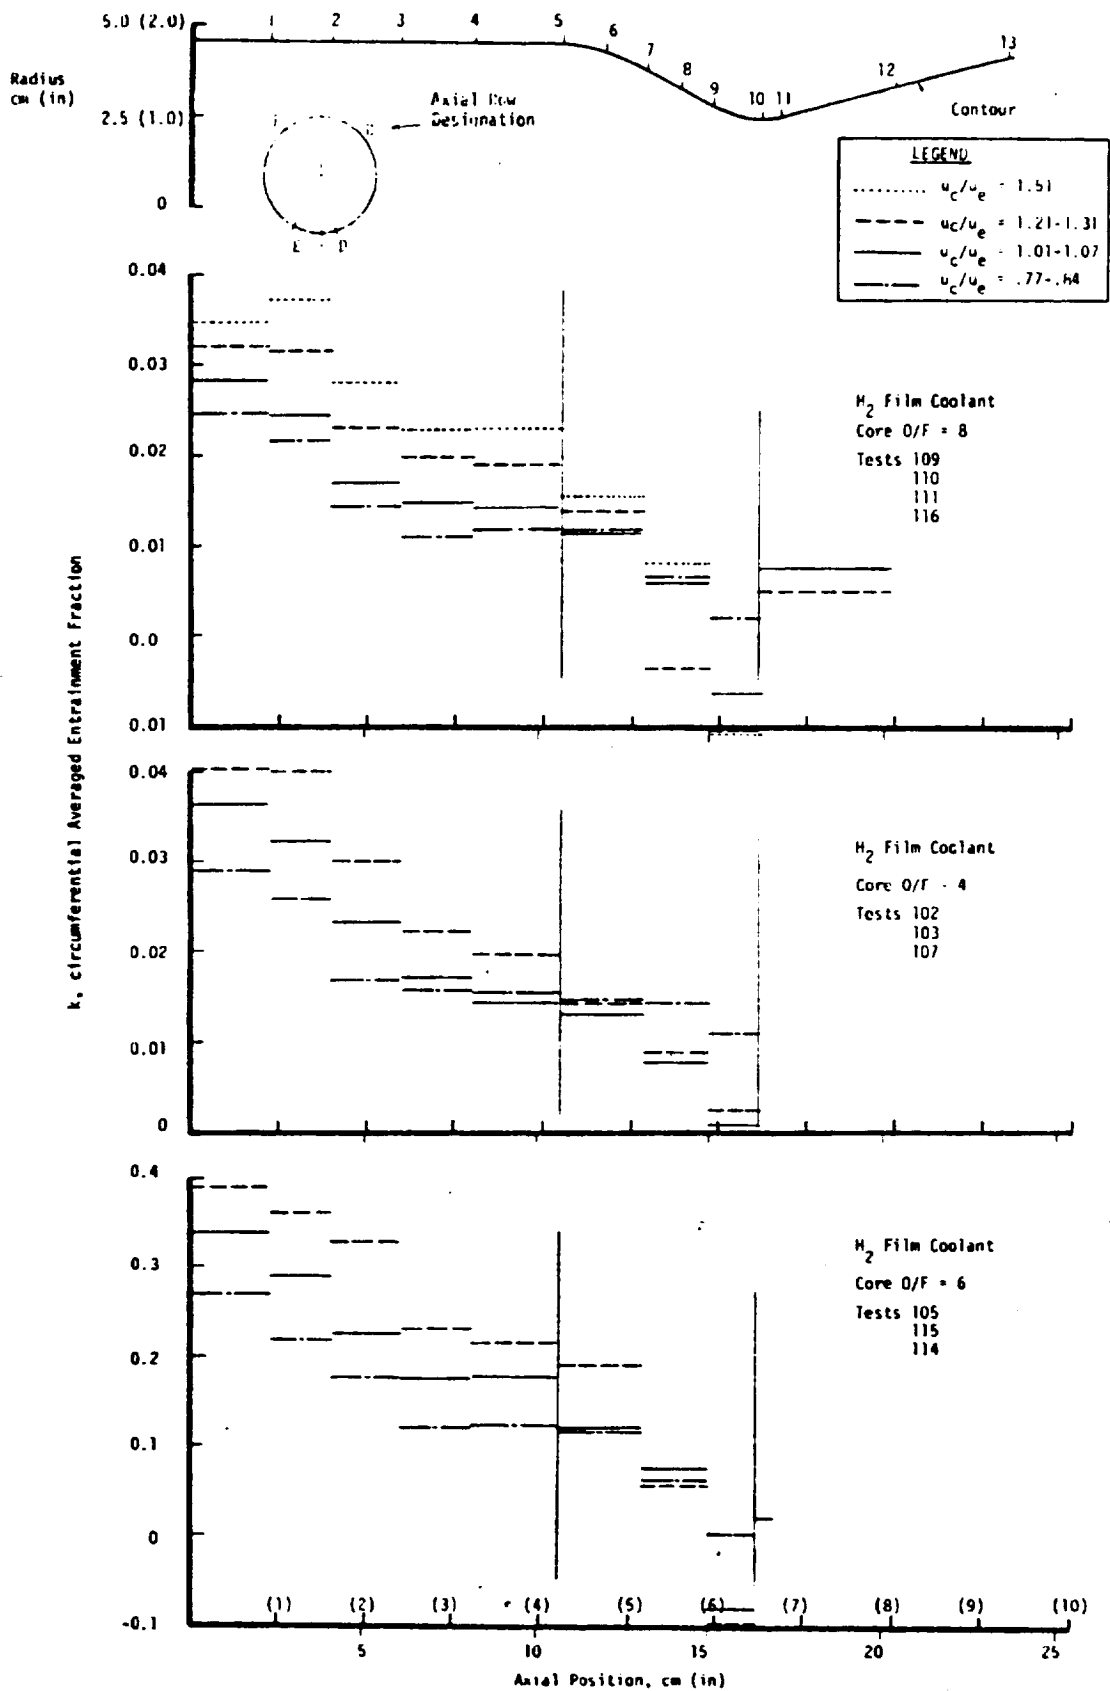 5.0 (2.0)
1 2 3 4 5 6 7 8 9 10 11 12 13
Radius
cm (in)
2.5 (1.0)
0
Axial Row
Designation
E D
Contour
LEGEND
u_c/u_e = 1.51
u_c/u_e = 1.21-1.31
u_c/u_e = 1.01-1.07
u_c/u_e = .77-.84
k, circumferential Averaged Entrainment Fraction
0.04
0.03
0.02
0.01
0.0
0.01
H2 Film Coolant
Core O/F = 8
Tests 109
110
111
116
0.04
0.03
0.02
0.01
0
H2 Film Coolant
Core O/F - 4
Tests 102
103
107
0.4
0.3
0.2
0.1
0
-0.1
H2 Film Coolant
Core O/F = 6
Tests 105
115
114
(1) (2) (3) (4) (5) (6) (7) (8) (9) (10)
5 10 15 20 25
Axial Position, cm (in)